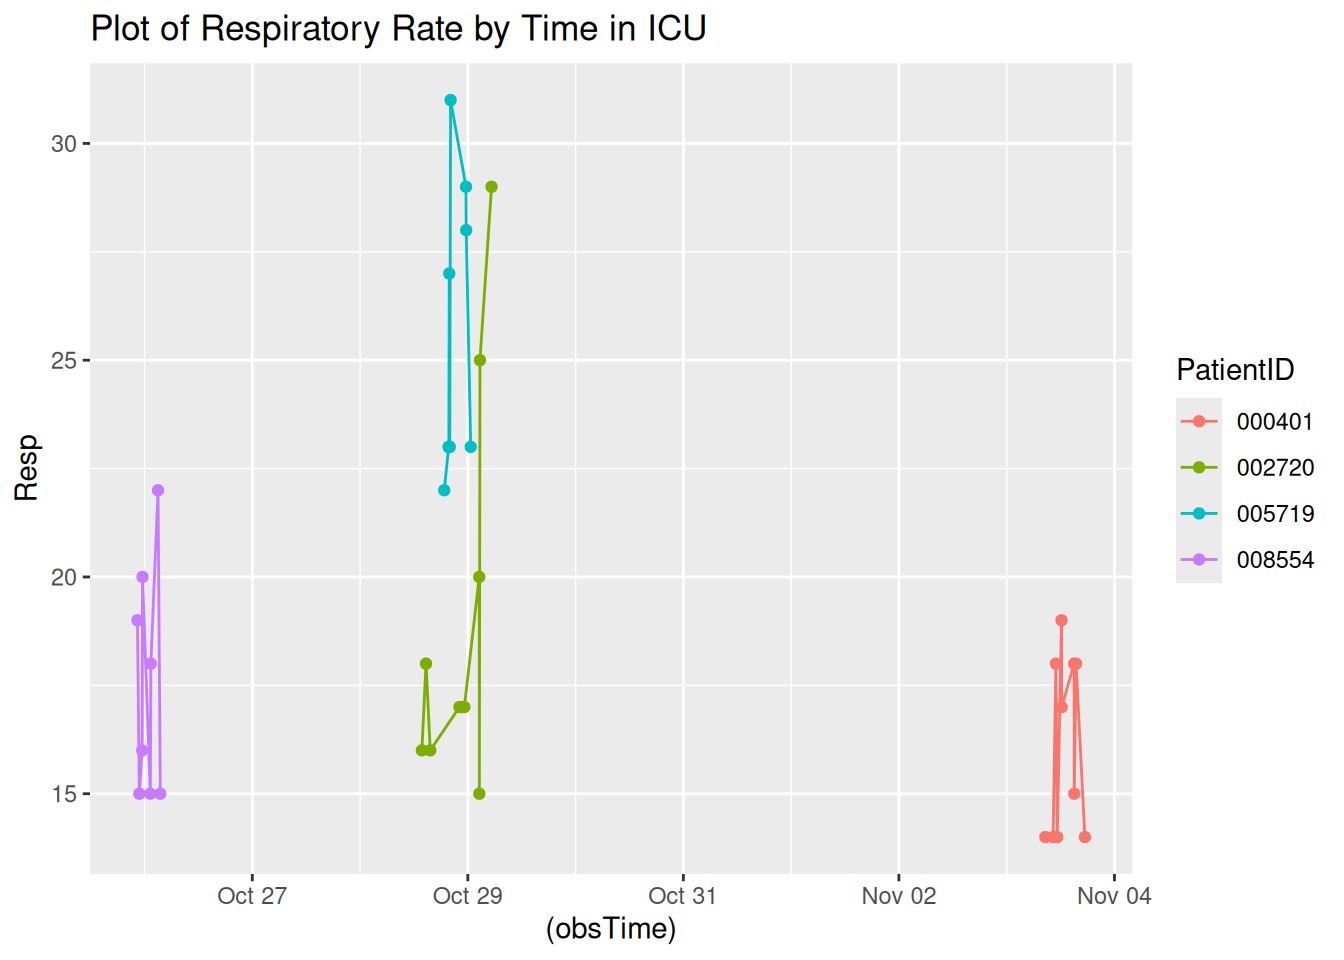 Plot of Respiratory Rate by Time in ICU
30
25
20
15
Resp
Oct 27
Oct 29
Oct 31
Nov 02
Nov 04
(obsTime)
PatientID
000401
002720
005719
008554